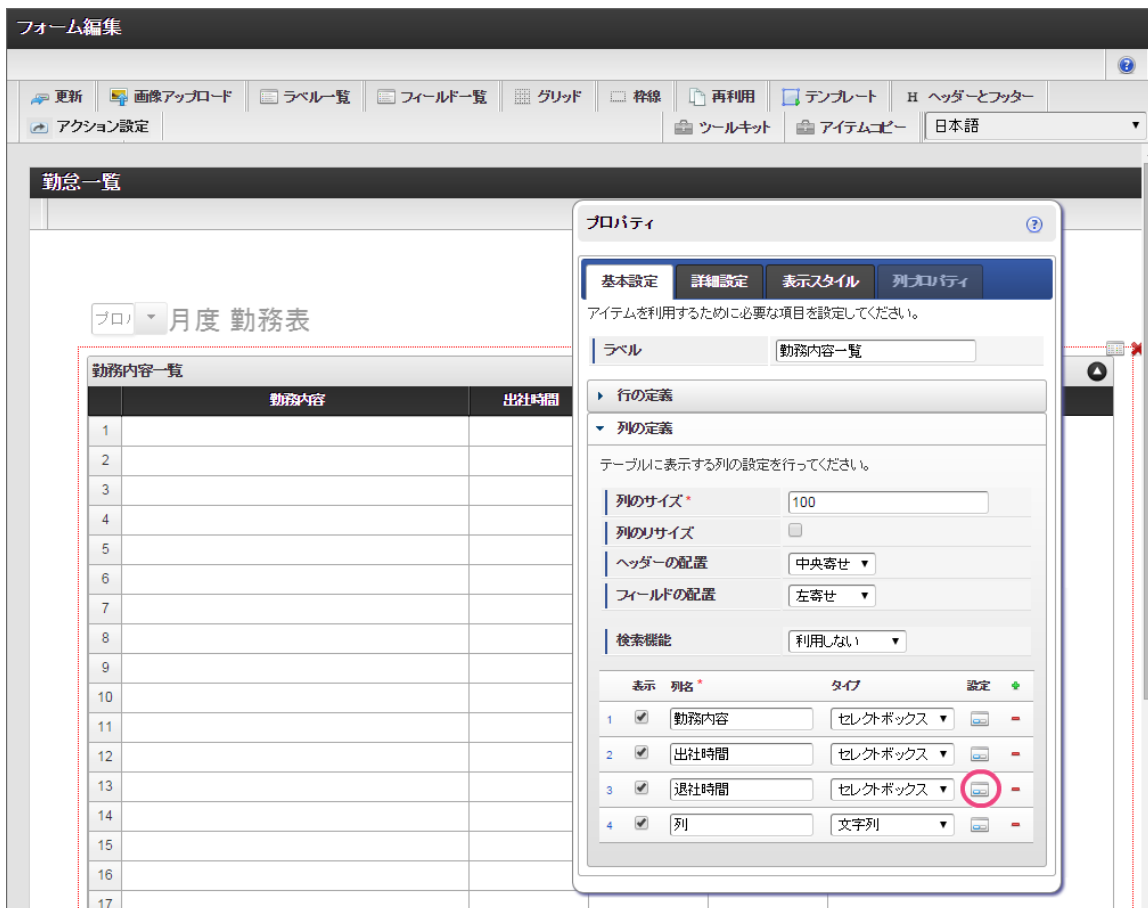 フォーム編集
更新 画像アップロード ラベル一覧 フィールド一覧 グリッド 枠線 再利用 テンプレート H ヘッダーとフッター
アクション設定 ツールキット アイテムコピー 日本語
勤怠一覧
月度 勤務表
勤務内容一覧
勤務内容 出社時間
1
2
3
4
5
6
7
8
9
10
11
12
13
14
15
16
17
プロパティ
基本設定 詳細設定 表示スタイル 列プロパティ
アイテムを利用するために必要な項目を設定してください。
ラベル 勤務内容一覧
行の定義
列の定義
テーブルに表示する列の設定を行ってください。
列のサイズ* 100
列のリサイズ
ヘッダーの配置 中央寄せ
フィールドの配置 左寄せ
検索機能 利用しない
表示 列名* タイプ 設定
1 勤務内容 セレクトボックス
2 出社時間 セレクトボックス
3 退社時間 セレクトボックス
4 列 文字列